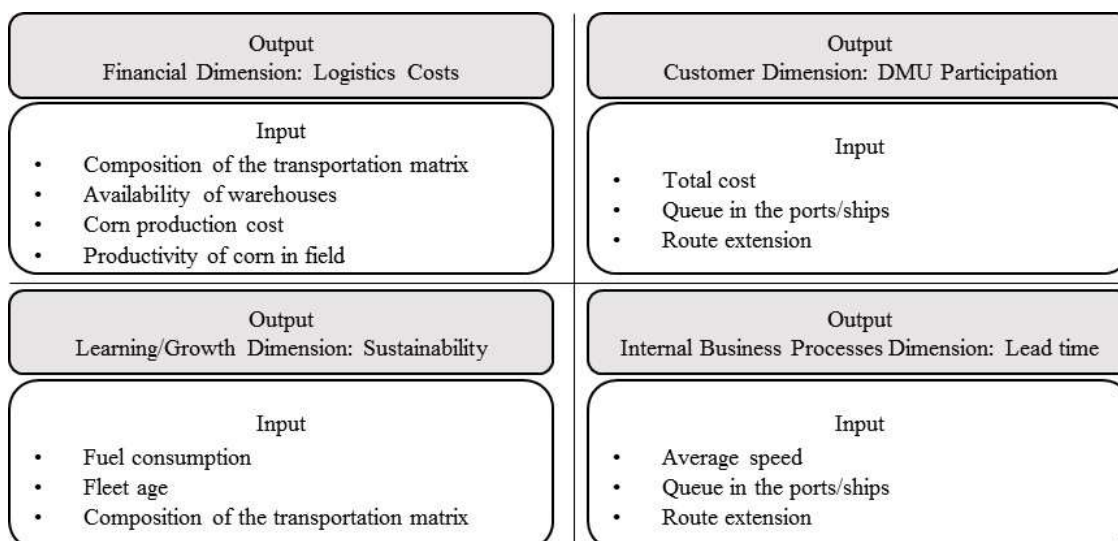 Output
Financial Dimension: Logistics Costs
Input
• Composition of the transportation matrix
• Availability of warehouses
• Corn production cost
• Productivity of corn in field
Output
Customer Dimension: DMU Participation
Input
• Total cost
• Queue in the ports/ships
• Route extension
Output
Learning/Growth Dimension: Sustainability
Input
• Fuel consumption
• Fleet age
• Composition of the transportation matrix
Output
Internal Business Processes Dimension: Lead time
Input
• Average speed
• Queue in the ports/ships
• Route extension